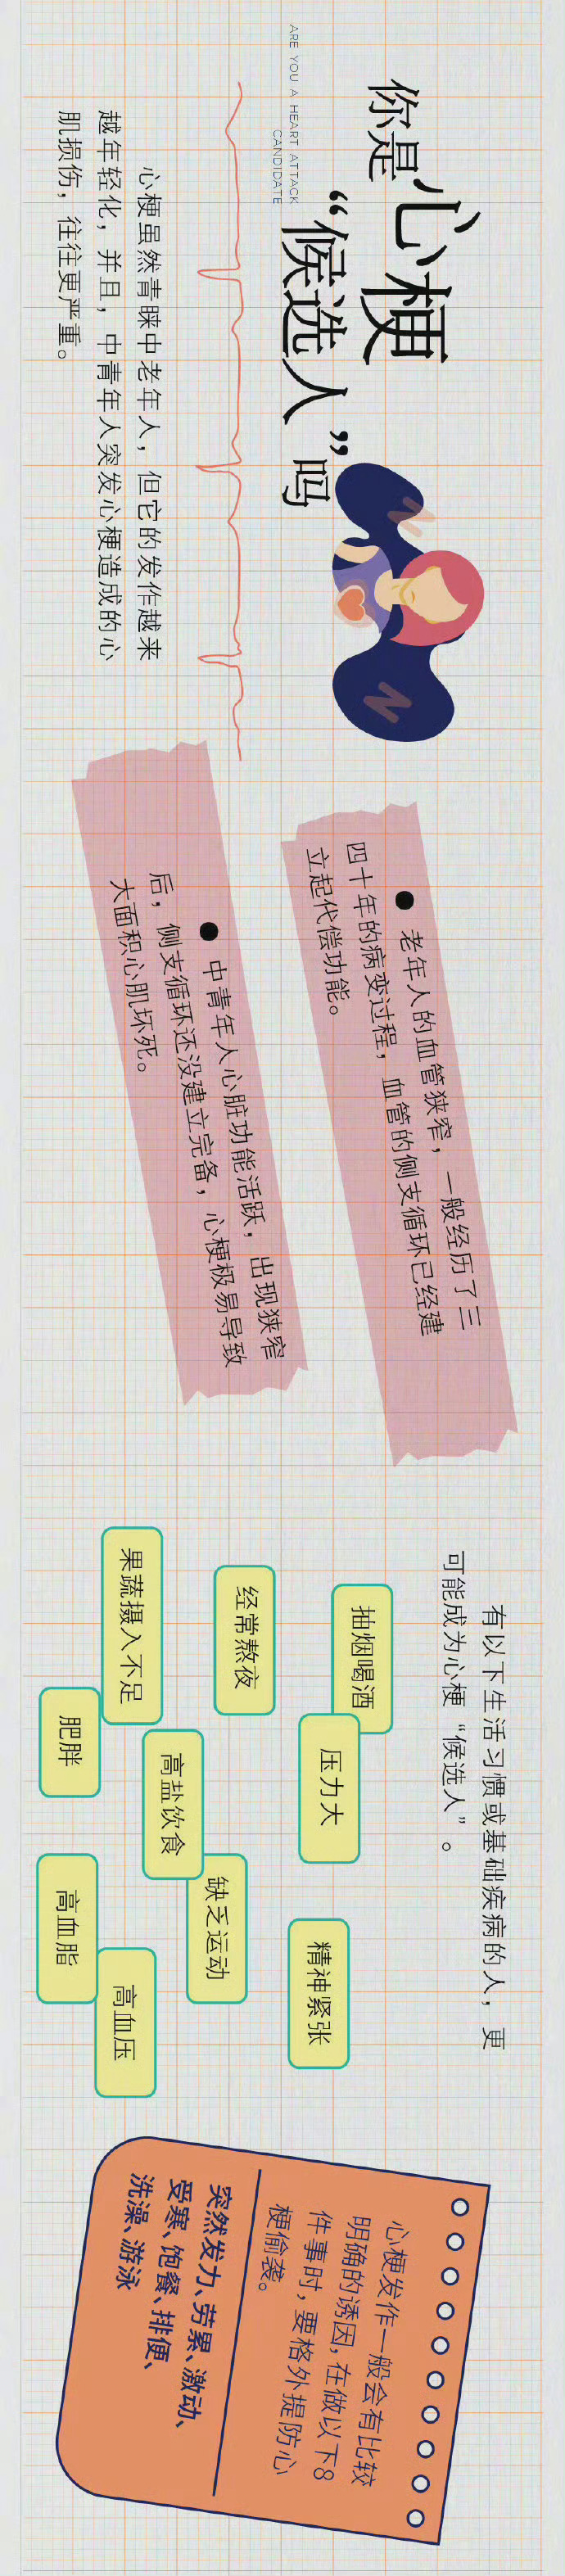 你是心梗
“候选人”吗
ARE YOU A HEART ATTACK
CANDIDATE
心梗虽然青睐中老年人，但它的发作越来
越年轻化，并且，中青年人突发心梗造成的心
肌损伤，往往更严重。
● 老年人的血管狭窄，一般经历了三
四十年的病变过程，血管的侧支循环已经建
立起代偿功能。
● 中青年人心脏功能活跃，出现狭窄
后，侧支循环还没建立完备，心梗极易导致
大面积心肌坏死。
有以下生活习惯或基础疾病的人，更
可能成为心梗“候选人”。
抽烟喝酒
压力大
精神紧张
经常熬夜
缺乏运动
高盐饮食
果蔬摄入不足
高血压
肥胖
高血脂
心梗发作一般会有比较
明确的诱因，在做以下8
件事时，要格外提防心
梗偷袭。
突然发力、劳累、激动、
受寒、饱餐、排便、
洗澡、游泳